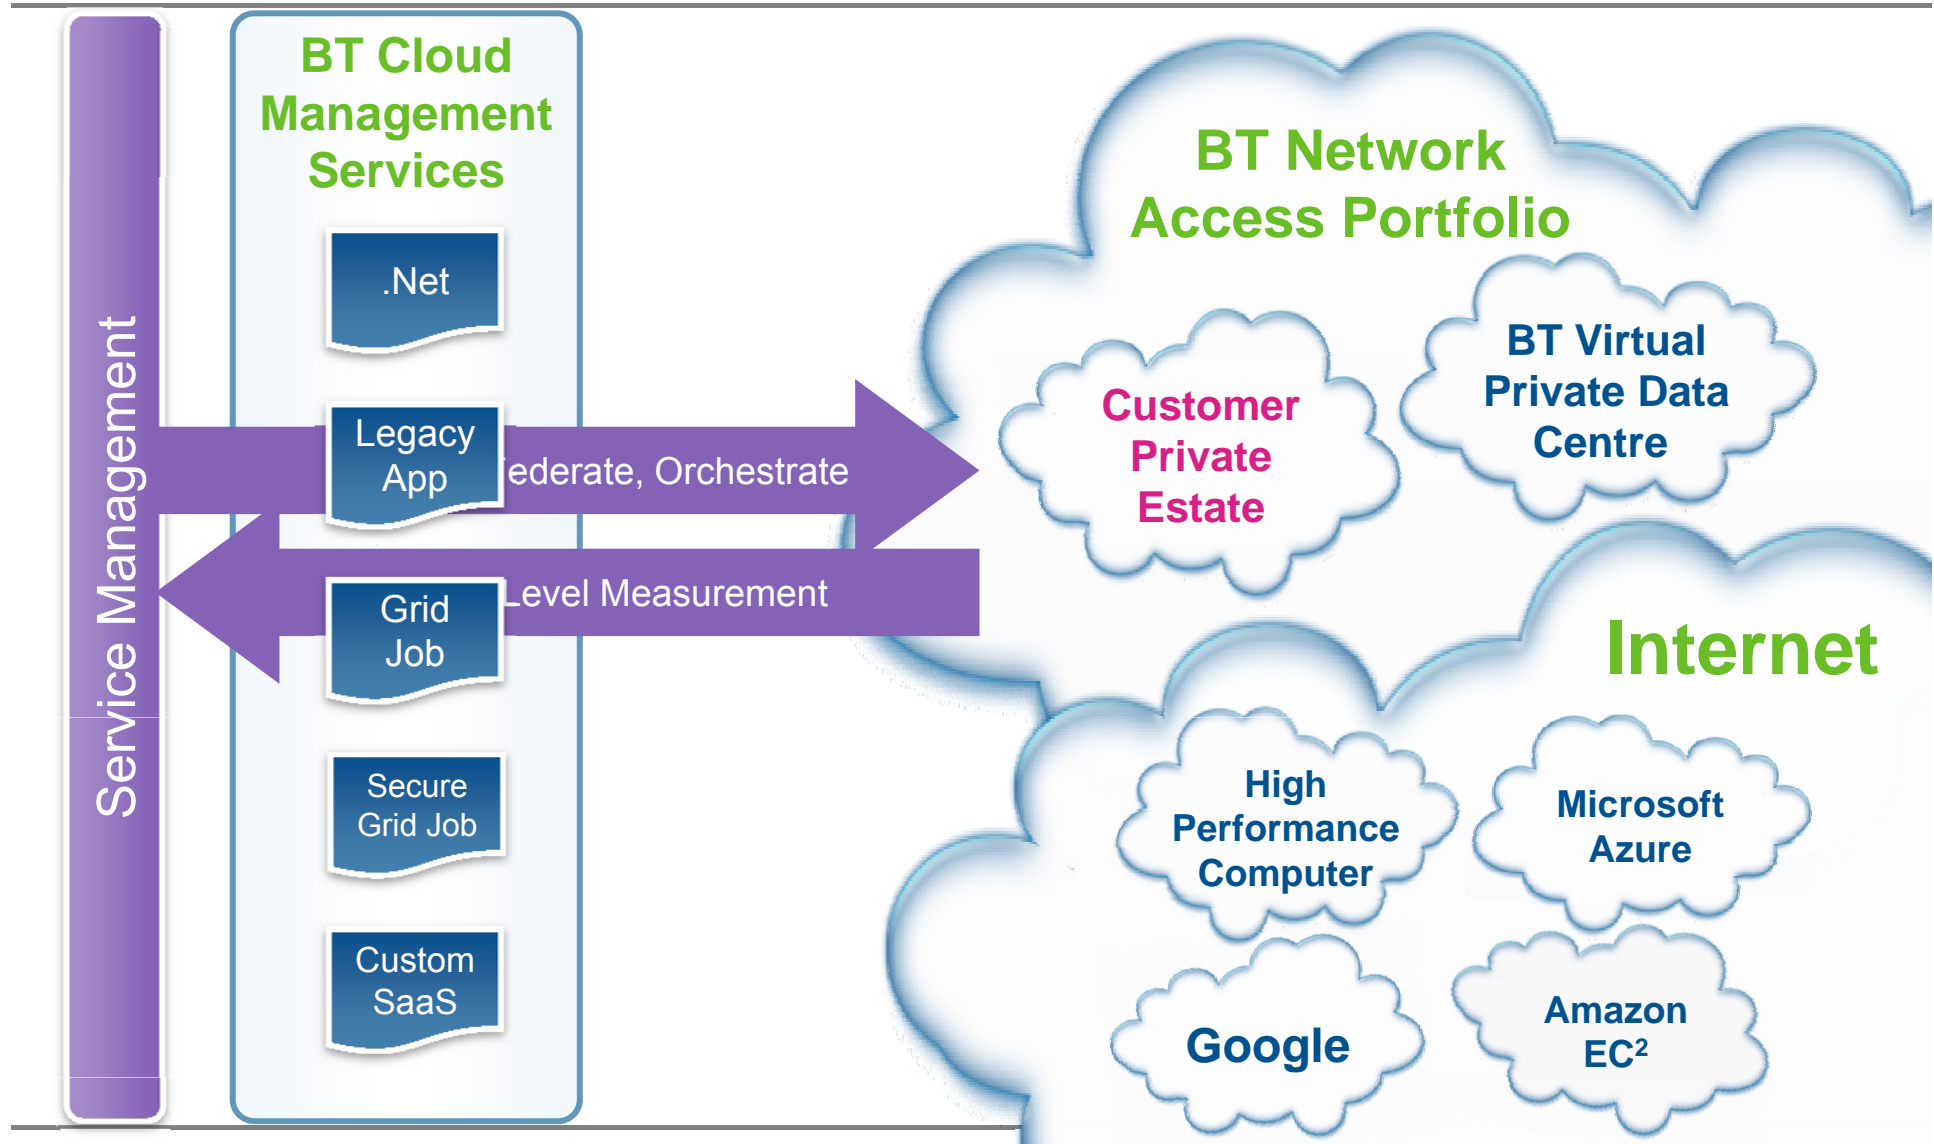 Service Management
BT Cloud
Management
Services
.Net
Legacy
App
Federate, Orchestrate
Level Measurement
Grid
Job
Secure
Grid Job
Custom
SaaS
BT Network
Access Portfolio
Customer
Private
Estate
BT Virtual
Private Data
Centre
Internet
High
Performance
Computer
Microsoft
Azure
Google
Amazon
EC²